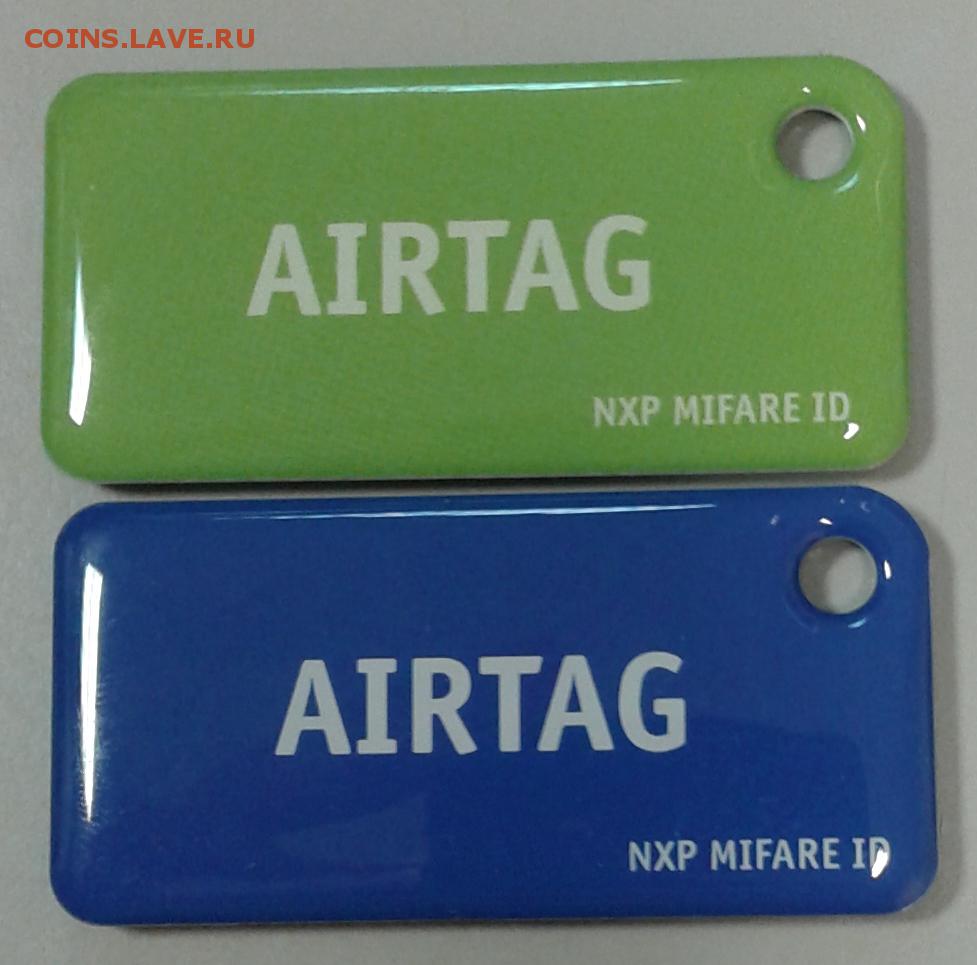 COINS.LAVE.RU
AIRTAG
NXP MIFARE ID
AIRTAG
NXP MIFARE ID